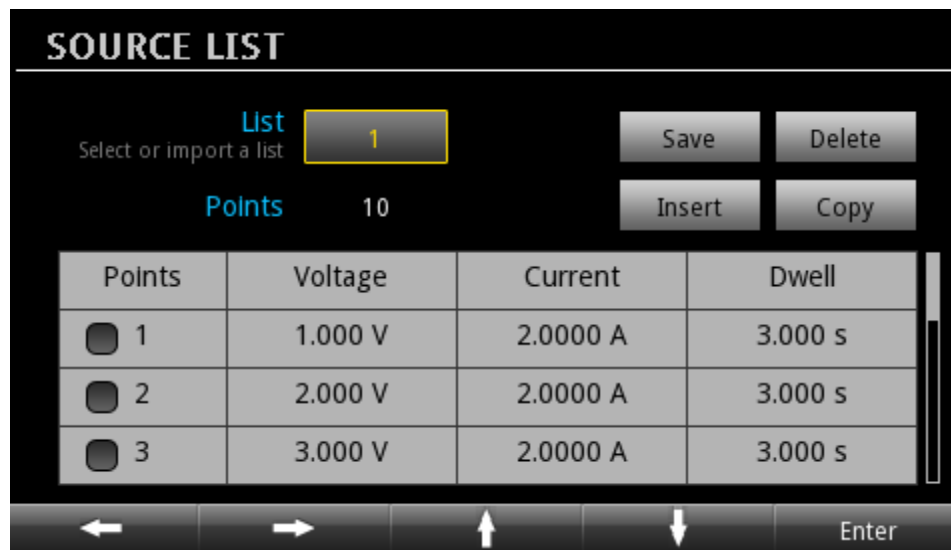 SOURCE LIST
List
Select or import a list
1
Save
Delete
Points
10
Insert
Copy
Points Voltage Current Dwell
1 1.000 V 2.0000 A 3.000 s
2 2.000 V 2.0000 A 3.000 s
3 3.000 V 2.0000 A 3.000 s
Enter